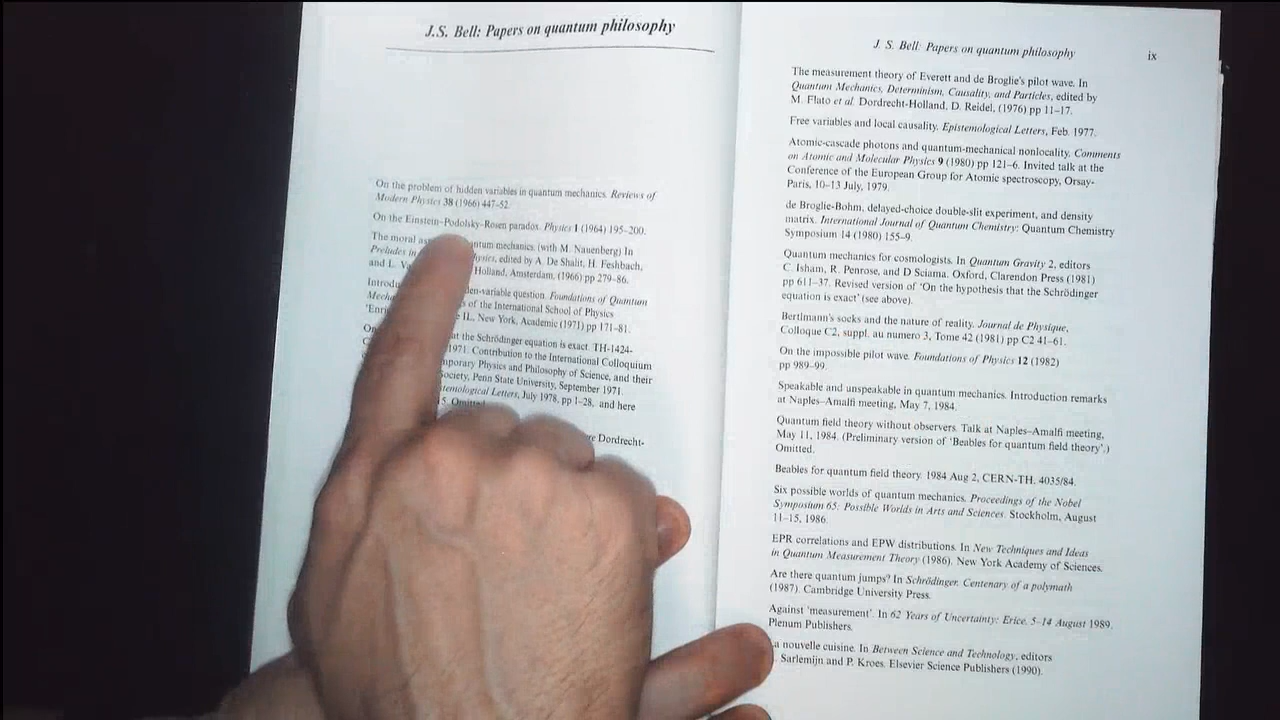 J.S. Bell: Papers on quantum philosophy
On the problem of hidden variables in quantum mechanics. Reviews of
Modern Physics 38 (1966) 447-52.
On the Einstein–Podolsky–Rosen paradox. Physics 1 (1964) 195–200.
The moral quantum mechanics. (with M. Nauenberg) In
Preludes in edited by A. De Shalit, H. Feshbach,
and L. Holland, Amsterdam, (1966) pp 279–86.
question. Foundations of Quantum
of the International School of Physics
IL, New York, Academic (1971) pp 171–81.
the Schrödinger equation is exact. TH-1424-
1971. Contribution to the International Colloquium
Physics and Philosophy of Science, and their
Penn State University, September 1971.
Letters, July 1978, pp 1–28, and here
Omitted
Dordrecht-
J. S. Bell: Papers on quantum philosophy ix
The measurement theory of Everett and de Broglie's pilot wave. In
Quantum Mechanics, Determinism, Causality, and Particles, edited by
M. Flato et al. Dordrecht-Holland, D. Reidel, (1976) pp 11–17.
Free variables and local causality. Epistemological Letters, Feb. 1977.
Atomic-cascade photons and quantum-mechanical nonlocality. Comments
on Atomic and Molecular Physics 9 (1980) pp 121–6. Invited talk at the
Conference of the European Group for Atomic spectroscopy, Orsay-
Paris, 10–13 July, 1979.
de Broglie-Bohm, delayed-choice double-slit experiment, and density
matrix. International Journal of Quantum Chemistry: Quantum Chemistry
Symposium 14 (1980) 155–9.
Quantum mechanics for cosmologists. In Quantum Gravity 2, editors
C. Isham, R. Penrose, and D Sciama. Oxford, Clarendon Press (1981)
pp 611–37. Revised version of 'On the hypothesis that the Schrödinger
equation is exact' (see above).
Bertlmann's socks and the nature of reality. Journal de Physique,
Colloque C2, suppl. au numero 3, Tome 42 (1981) pp C2 41–61.
On the impossible pilot wave. Foundations of Physics 12 (1982)
pp 989–99.
Speakable and unspeakable in quantum mechanics. Introduction remarks
at Naples–Amalfi meeting, May 7, 1984.
Quantum field theory without observers. Talk at Naples–Amalfi meeting,
May 11, 1984. (Preliminary version of 'Beables for quantum field theory'.)
Omitted.
Beables for quantum field theory. 1984 Aug 2, CERN-TH. 4035/84.
Six possible worlds of quantum mechanics. Proceedings of the Nobel
Symposium 65: Possible Worlds in Arts and Sciences. Stockholm, August
11–15, 1986.
EPR correlations and EPW distributions. In New Techniques and Ideas
in Quantum Measurement Theory (1986). New York Academy of Sciences.
Are there quantum jumps? In Schrödinger. Centenary of a polymath
(1987). Cambridge University Press.
Against 'measurement'. In 62 Years of Uncertainty: Erice, 5–14 August 1989.
Plenum Publishers.
a nouvelle cuisine. In Between Science and Technology, editors
Sarlemijn and P. Kroes. Elsevier Science Publishers (1990).